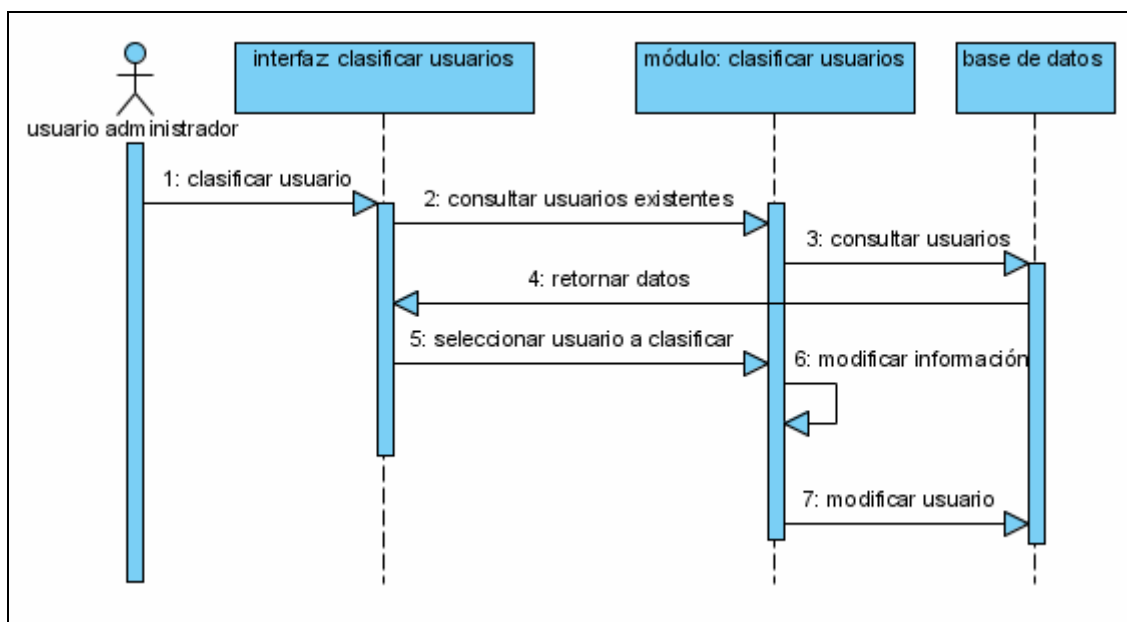 interfaz clasificar usuarios
módulo: clasificar usuarios
base de datos
usuario administrador
1: clasificar usuario
2: consultar usuarios existentes
3: consultar usuarios
4: retornar datos
5: seleccionar usuario a clasificar
6: modificar información
7: modificar usuario